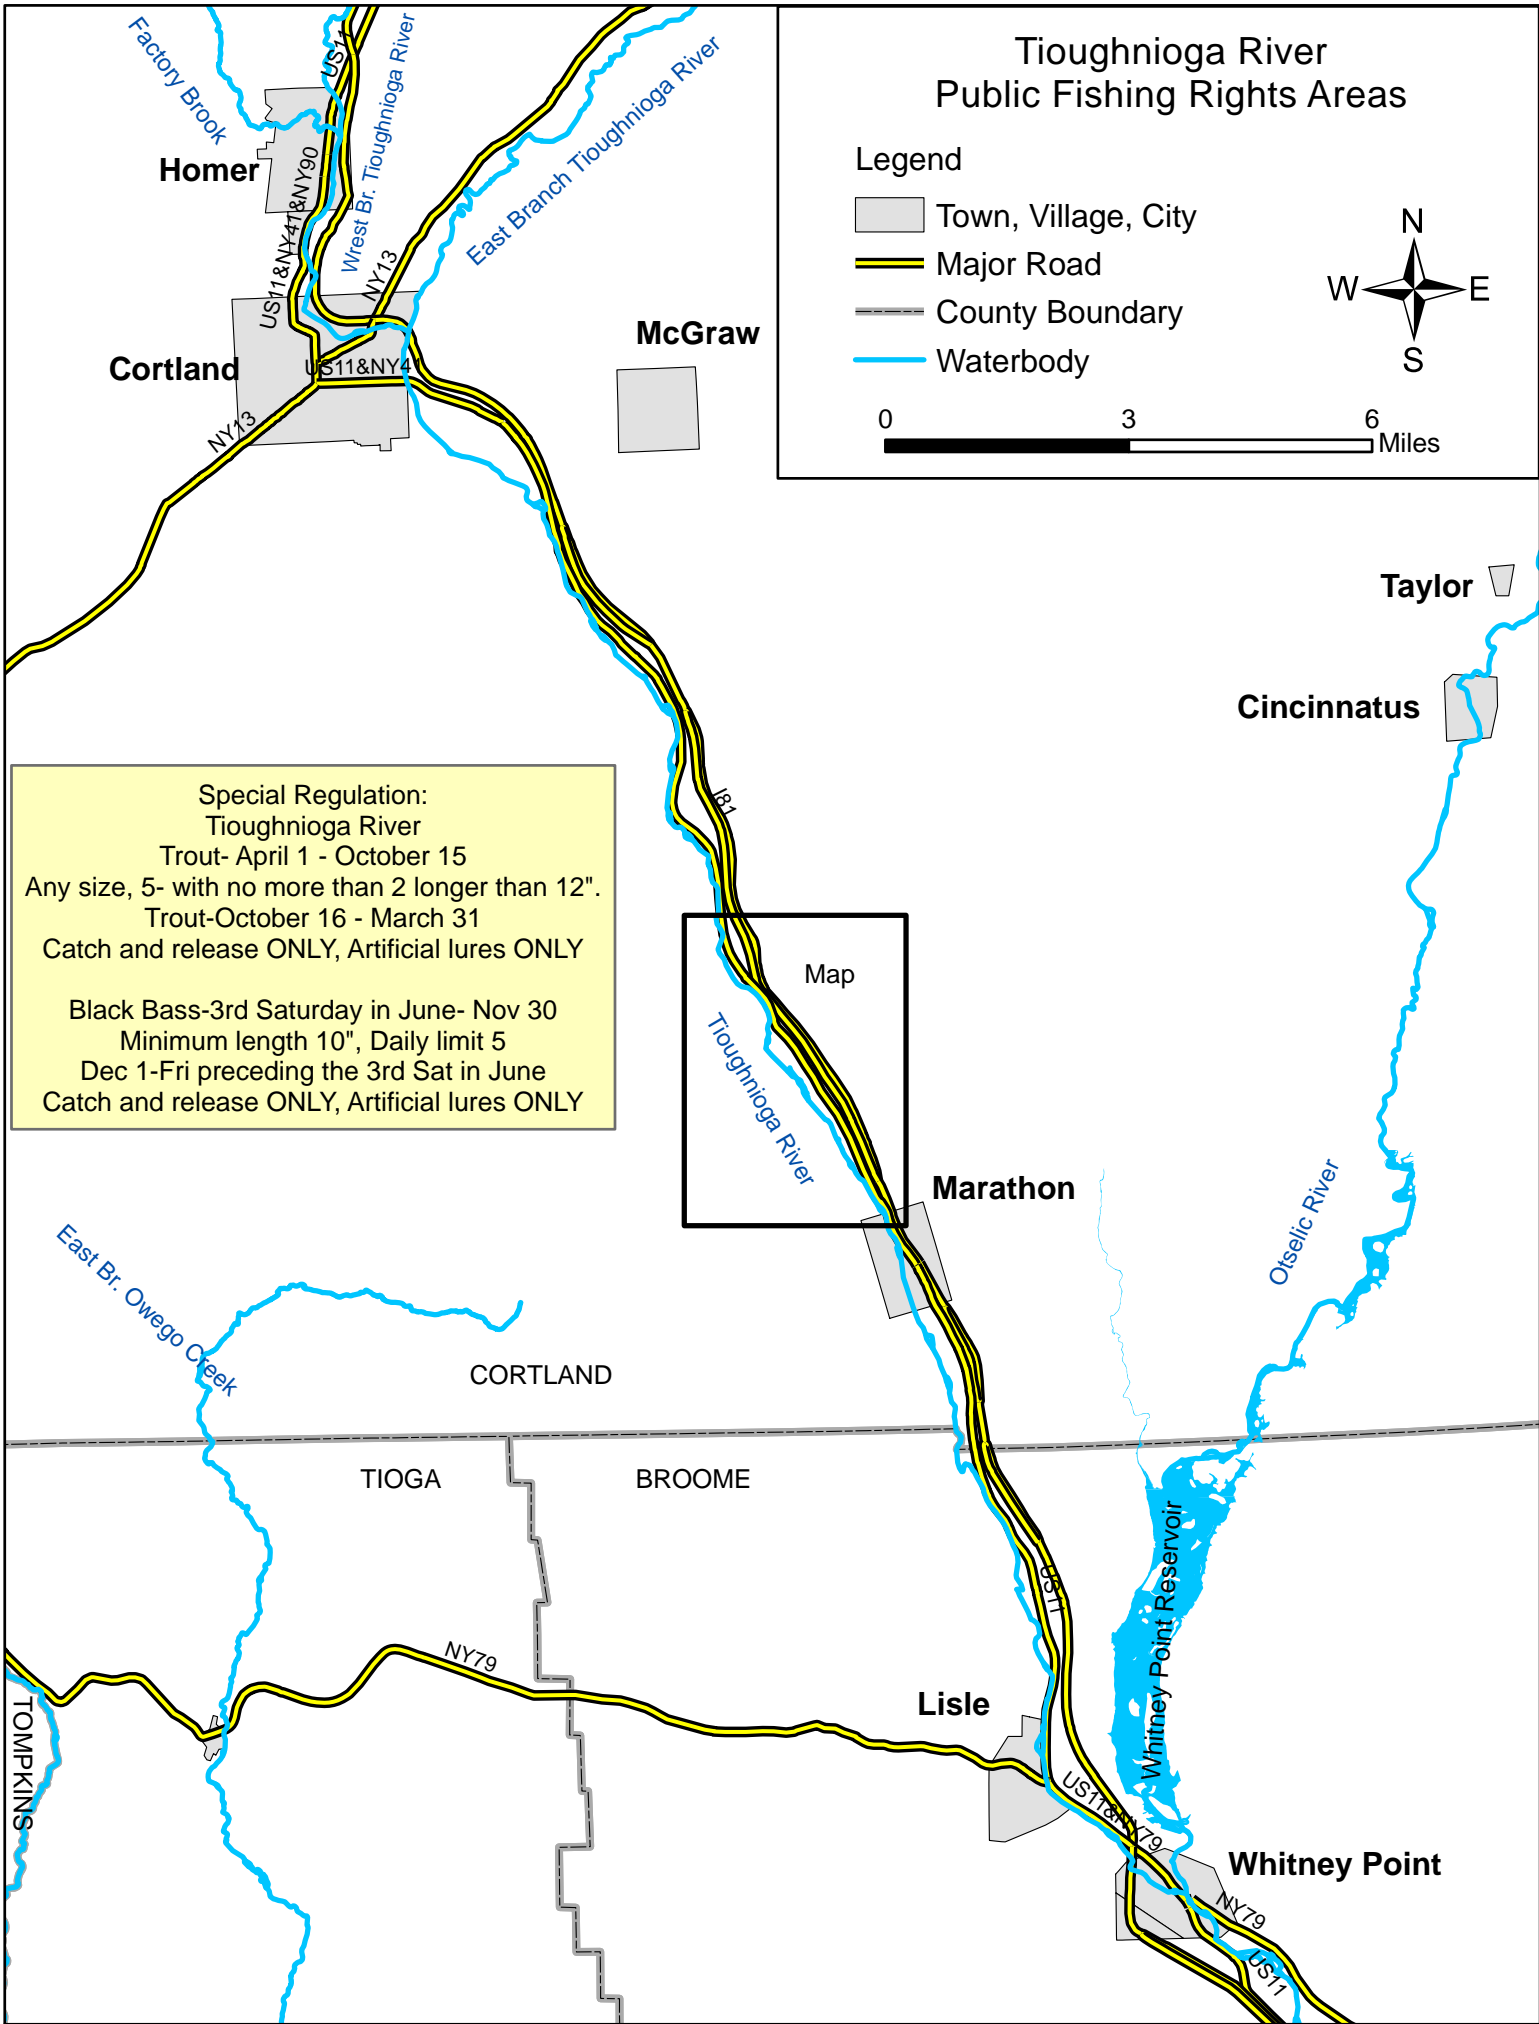 Tioughnioga River
Public Fishing Rights Areas
Legend
Town, Village, City
Major Road
County Boundary
Waterbody
N
W
E
S
0
3
6
Miles
Factory Brook
US11
Wrest Br. Tioughnioga River
East Branch Tioughnioga River
Homer
US11&NY41&NY90
NY13
McGraw
Cortland
US11&NY41
NY13
Taylor
Cincinnatus
I81
Special Regulation:
Tioughnioga River
Trout- April 1 - October 15
Any size, 5- with no more than 2 longer than 12".
Trout-October 16 - March 31
Catch and release ONLY, Artificial lures ONLY
Black Bass-3rd Saturday in June- Nov 30
Minimum length 10", Daily limit 5
Dec 1-Fri preceding the 3rd Sat in June
Catch and release ONLY, Artificial lures ONLY
Map
Tioughnioga River
Marathon
Otselic River
East Br. Owego Creek
CORTLAND
TIOGA
BROOME
Whitney Point Reservoir
US11
NY79
TOMPKINS
Lisle
US11&NY79
Whitney Point
NY79
US11